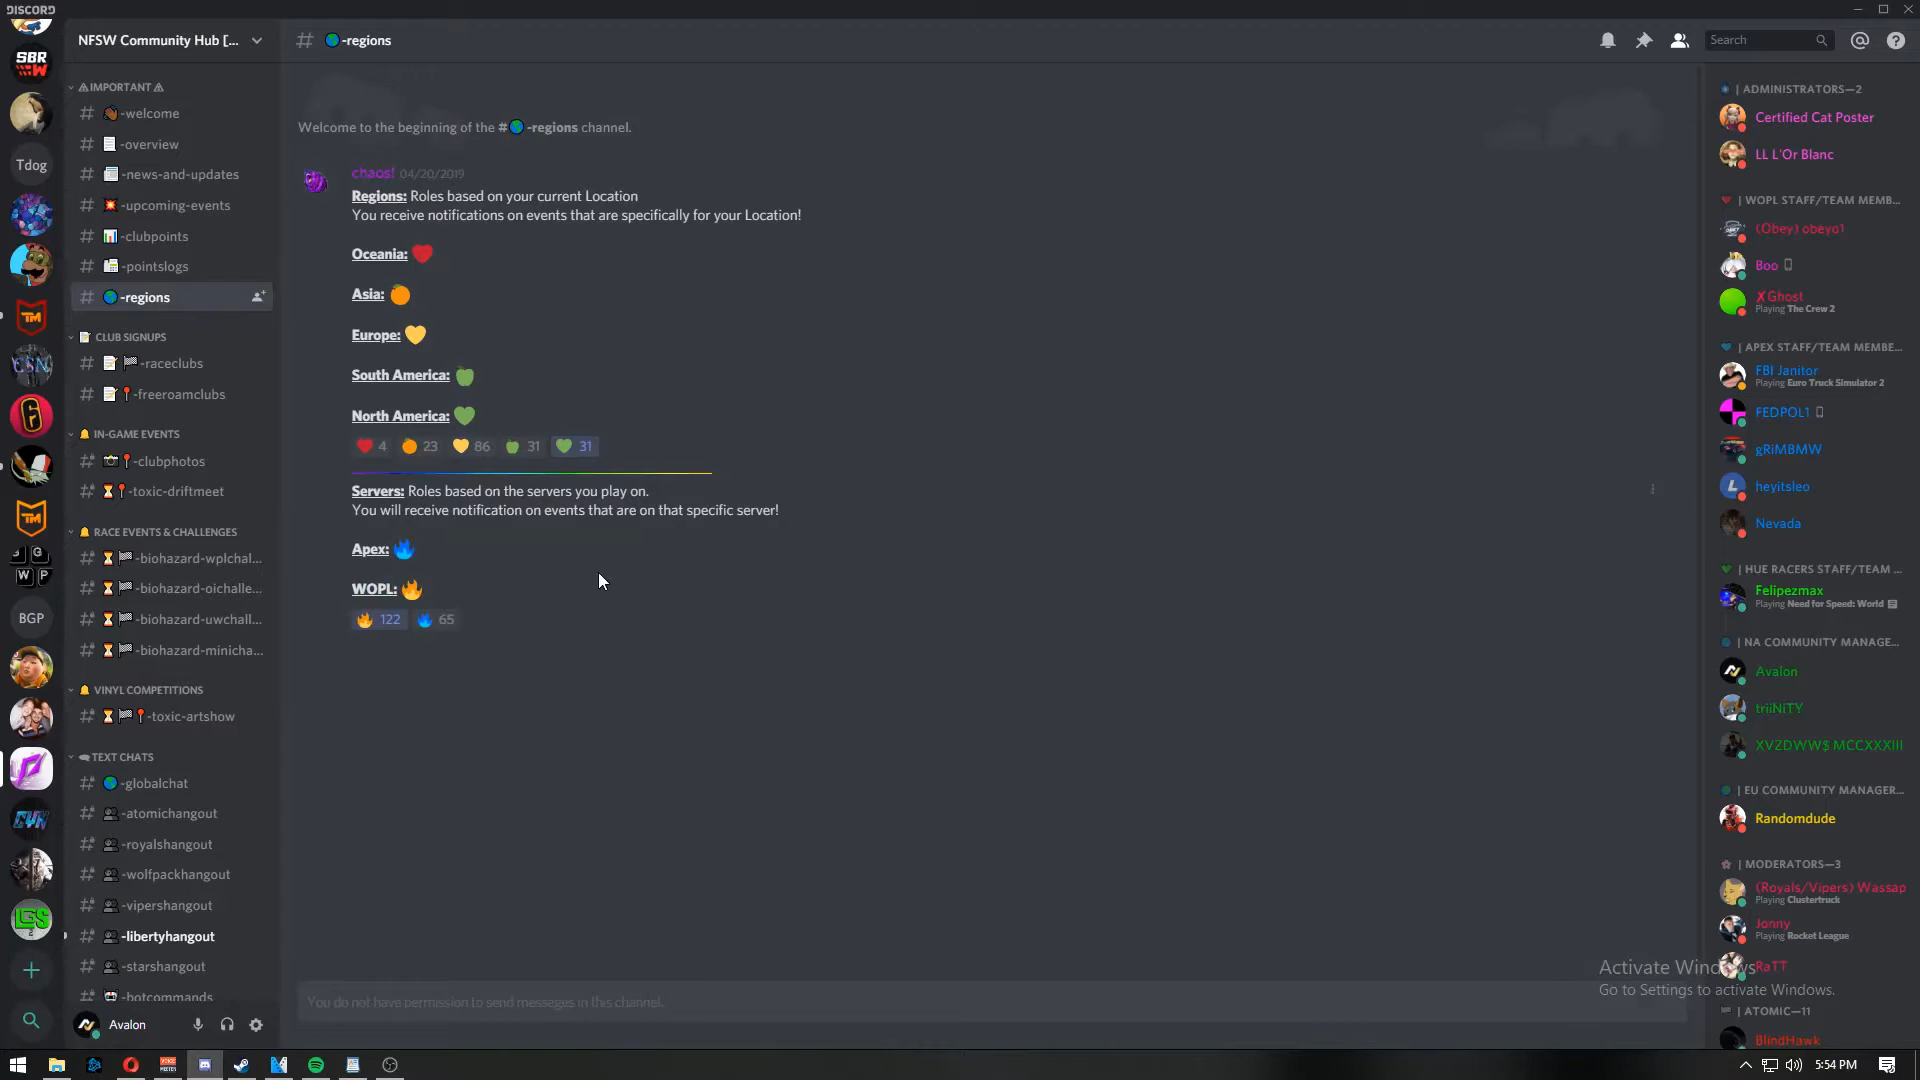 DISCORD
NFSW Community Hub [...
-regions
Search
SBR
W
Tdog
TM
CSN
TM
G
W P
BGP
LGS
2
IMPORTANT
-welcome
-overview
-news-and-updates
-upcoming-events
-clubpoints
-pointslogs
-regions
CLUB SIGNUPS
-raceclubs
-freeroamclubs
IN-GAME EVENTS
-clubphotos
-toxic-driftmeet
RACE EVENTS & CHALLENGES
-biohazard-wplchal...
-biohazard-oichalle...
-biohazard-uwchall...
-biohazard-minicha...
VINYL COMPETITIONS
-toxic-artshow
TEXT CHATS
-globalchat
-atomichangout
-royalshangout
-wolfpackhangout
-vipershangout
-libertyhangout
-starshangout
-botcommands
Avalon
Welcome to the beginning of the #-regions channel.
chaos! 04/20/2019
Regions: Roles based on your current Location
You receive notifications on events that are specifically for your Location!
Oceania:
Asia:
Europe:
South America:
North America:
4 23 86 31 31
Servers: Roles based on the servers you play on.
You will receive notification on events that are on that specific server!
Apex:
WOPL:
122 65
You do not have permission to send messages in this channel.
| ADMINISTRATORS—2
Certified Cat Poster
LL L'Or Blanc
| WOPL STAFF/TEAM MEMB...
(Obey) obeyo1
Boo
✗Ghost
Playing The Crew 2
| APEX STAFF/TEAM MEMBE...
FBI Janitor
Playing Euro Truck Simulator 2
FEDPOL1
gRiMBMW
heyitsleo
Nevada
| HUE RACERS STAFF/TEAM ...
Felipezmax
Playing Need for Speed: World
| NA COMMUNITY MANAGE...
Avalon
triiNITY
XVZDWW$ MCCXXXIII
| EU COMMUNITY MANAGER...
Randomdude
| MODERATORS—3
(Royals/Vipers) Wassap
Playing Clustertruck
Jonny
Playing Rocket League
RaTT
Activate Windows
Go to Settings to activate Windows.
| ATOMIC—11
BlindHawk
5:54 PM